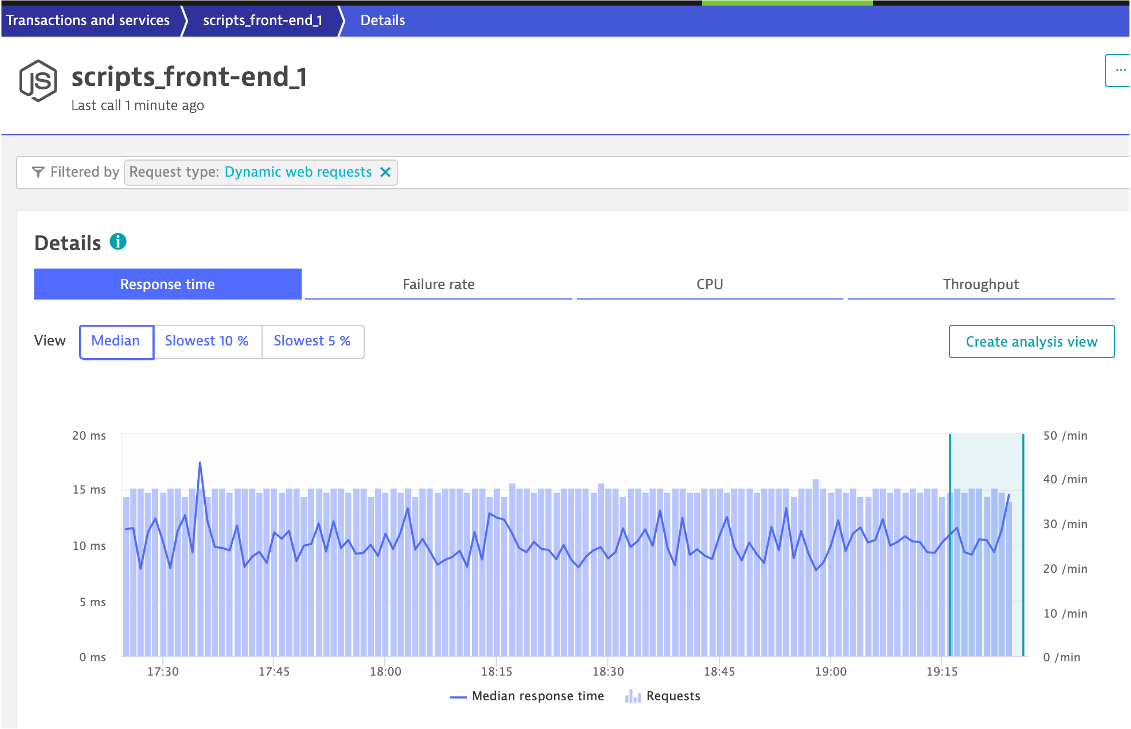 Transactions and services scripts_front-end_1 Details
JS scripts_front-end_1
Last call 1 minute ago
...
Filtered by Request type: Dynamic web requests ✕
Details i
Response time Failure rate CPU Throughput
View Median Slowest 10 % Slowest 5 % Create analysis view
20 ms 50 /min
15 ms 40 /min
30 /min
10 ms
20 /min
5 ms
10 /min
0 ms 0 /min
17:30 17:45 18:00 18:15 18:30 18:45 19:00 19:15
Median response time Requests